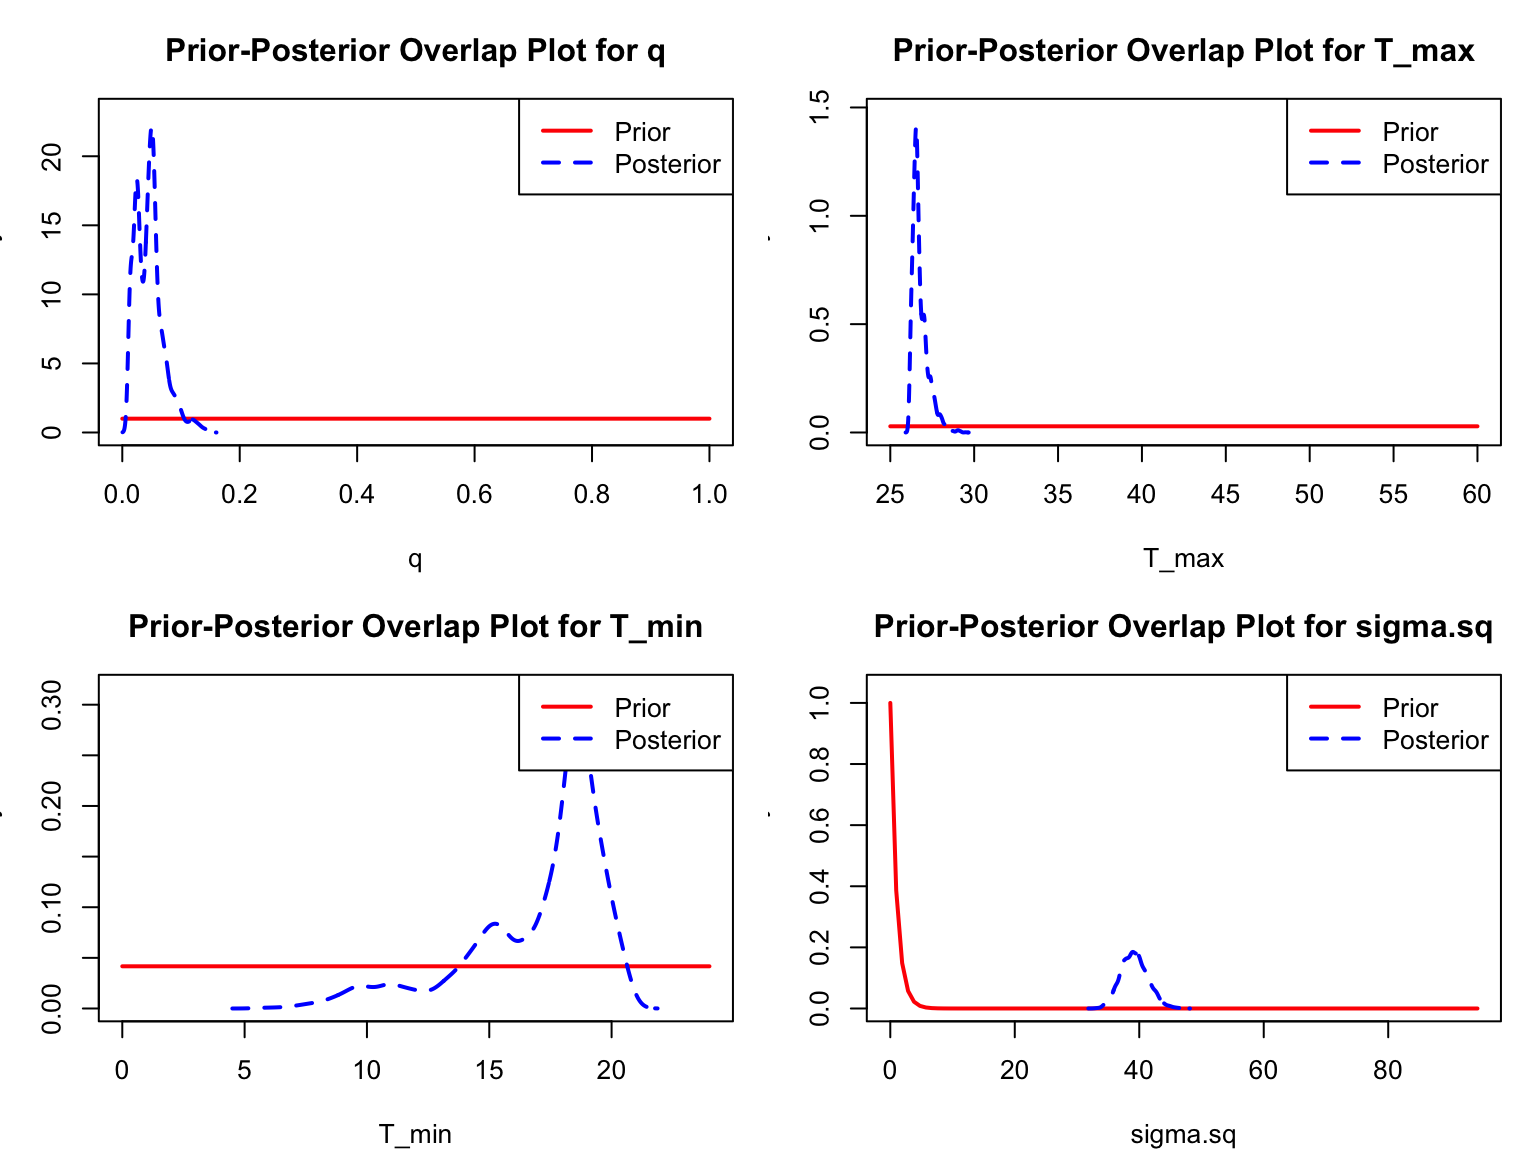 Prior-Posterior Overlap Plot for q
Prior
Posterior
0 5 10 15 20
0.0 0.2 0.4 0.6 0.8 1.0
q
Prior-Posterior Overlap Plot for T_max
Prior
Posterior
0.0 0.5 1.0 1.5
25 30 35 40 45 50 55 60
T_max
Prior-Posterior Overlap Plot for T_min
Prior
Posterior
0.00 0.10 0.20 0.30
0 5 10 15 20
T_min
Prior-Posterior Overlap Plot for sigma.sq
Prior
Posterior
0.0 0.2 0.4 0.6 0.8 1.0
0 20 40 60 80
sigma.sq